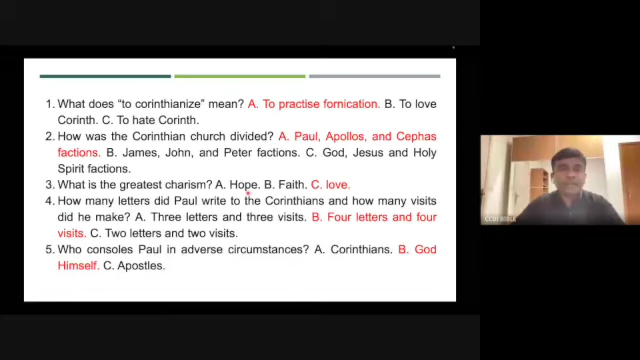 1. What does “to corinthianize” mean? A. To practise fornication. B. To love
Corinth. C. To hate Corinth.
2. How was the Corinthian church divided? A. Paul, Apollos, and Cephas
factions. B. James, John, and Peter factions. C. God, Jesus and Holy
Spirit factions.
3. What is the greatest charism? A. Hope. B. Faith. C. love.
4. How many letters did Paul write to the Corinthians and how many visits
did he make? A. Three letters and three visits. B. Four letters and four
visits. C. Two letters and two visits.
5. Who consoles Paul in adverse circumstances? A. Corinthians. B. God
Himself. C. Apostles.
CCBI BIBLE